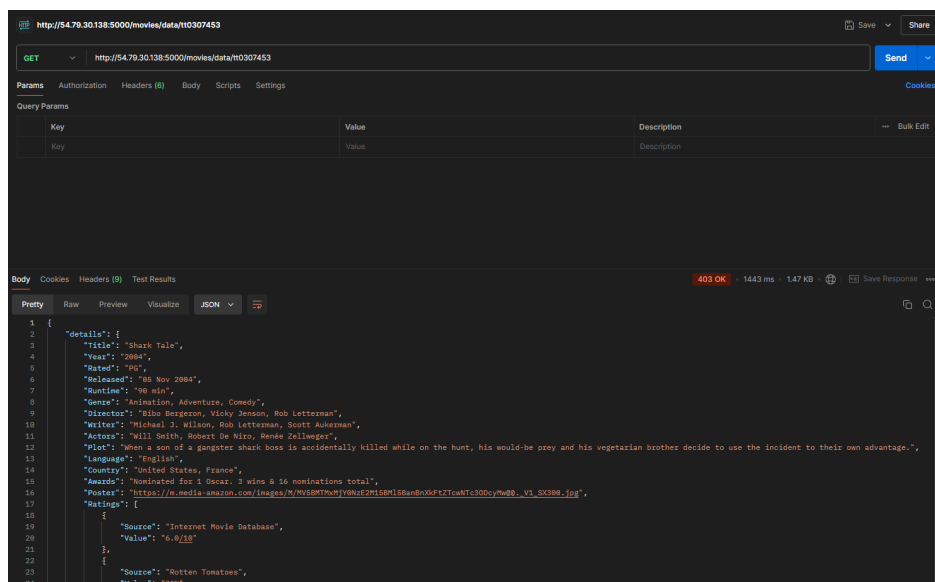 HTTP http://54.79.30.138:5000/movies/data/tt0307453 Save Share
GET http://54.79.30.138:5000/movies/data/tt0307453 Send
Params Authorization Headers (6) Body Scripts Settings Cookies
Query Params
Key Value Description ••• Bulk Edit
Key Value Description
Body Cookies Headers (9) Test Results 403 OK • 1443 ms • 1.47 KB • Save Response •••
Pretty Raw Preview Visualize JSON
1 {
2 "details": {
3 "Title": "Shark Tale",
4 "Year": "2004",
5 "Rated": "PG",
6 "Released": "05 Nov 2004",
7 "Runtime": "90 min",
8 "Genre": "Animation, Adventure, Comedy",
9 "Director": "Bibo Bergeron, Vicky Jenson, Rob Letterman",
10 "Writer": "Michael J. Wilson, Rob Letterman, Scott Aukerman",
11 "Actors": "Will Smith, Robert De Niro, Renée Zellweger",
12 "Plot": "When a son of a gangster shark boss is accidentally killed while on the hunt, his would-be prey and his vegetarian brother decide to use the incident to their own advantage.",
13 "Language": "English",
14 "Country": "United States, France",
15 "Awards": "Nominated for 1 Oscar. 3 wins & 16 nominations total",
16 "Poster":
17 "Ratings": [
18 {
19 "Source": "Internet Movie Database",
20 "Value": "6.0/10"
21 },
22 {
23 "Source": "Rotten Tomatoes",